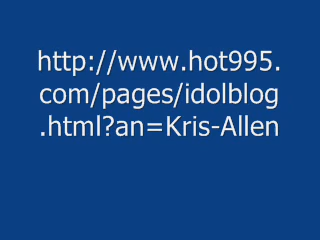 http://www.hot995.
com/pages/idolblog
.html?an=Kris-Allen